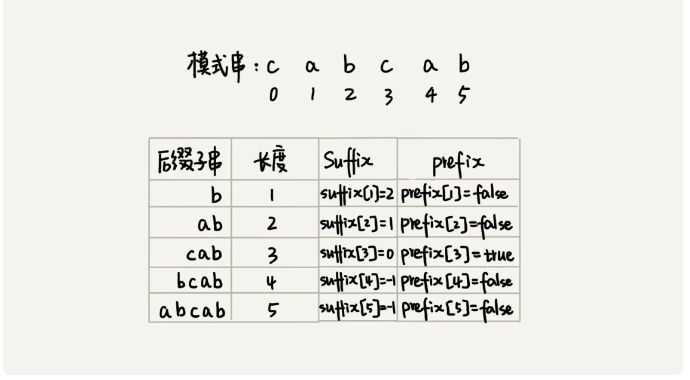 模式串：c a b c a b
0 1 2 3 4 5
后缀子串 长度 Suffix prefix
b 1 suffix[1]=2 prefix[1]=false
ab 2 suffix[2]=1 prefix[2]=false
cab 3 suffix[3]=0 prefix[3]=true
bcab 4 suffix[4]=-1 prefix[4]=false
abcab 5 suffix[5]=-1 prefix[5]=false